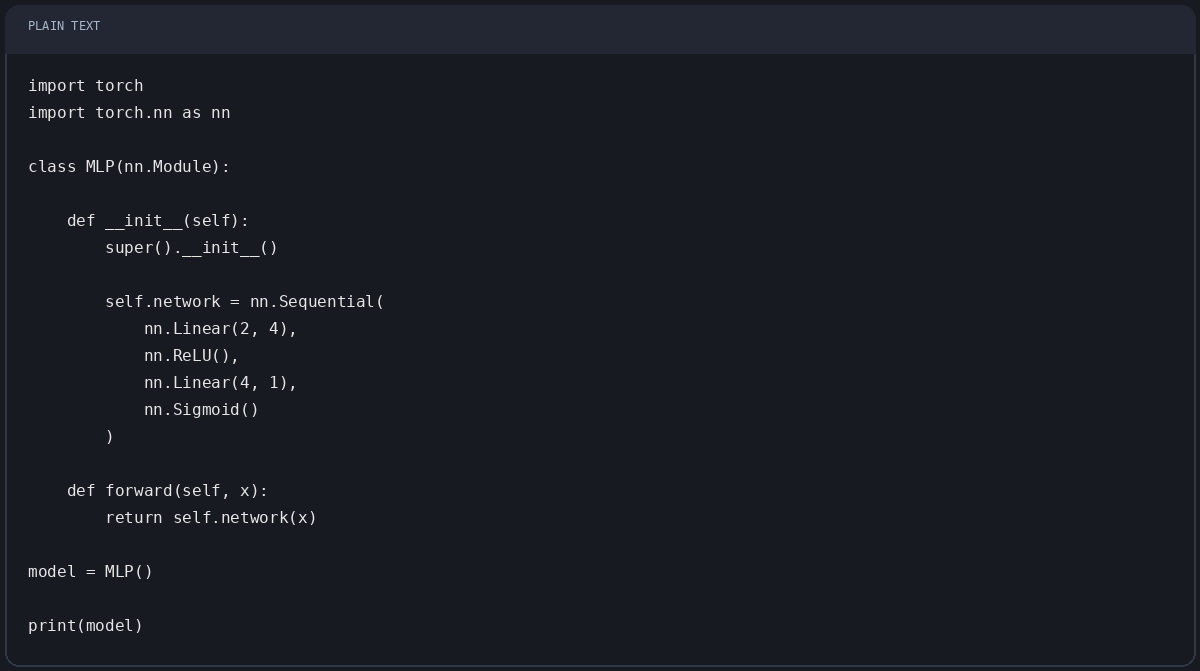 PLAIN TEXT
import torch
import torch.nn as nn
class MLP(nn.Module):
    def __init__(self):
        super().__init__()
        self.network = nn.Sequential(
            nn.Linear(2, 4),
            nn.ReLU(),
            nn.Linear(4, 1),
            nn.Sigmoid()
        )
    def forward(self, x):
        return self.network(x)
model = MLP()
print(model)